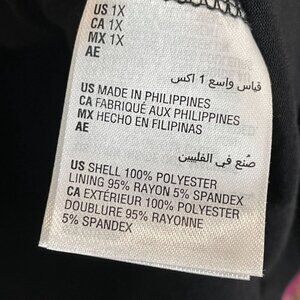 US 1X
CA 1X
MX 1X
AE
قياس واسع 1 اكس
US MADE IN PHILIPPINES
CA FABRIQUÉ AUX PHILIPPINES
MX HECHO EN FILIPINAS
AE
صُنع في الفلبين
US SHELL 100% POLYESTER
LINING 95% RAYON 5% SPANDEX
CA EXTÉRIEUR 100% POLYESTER
DOUBLURE 95% RAYONNE
5% SPANDEX